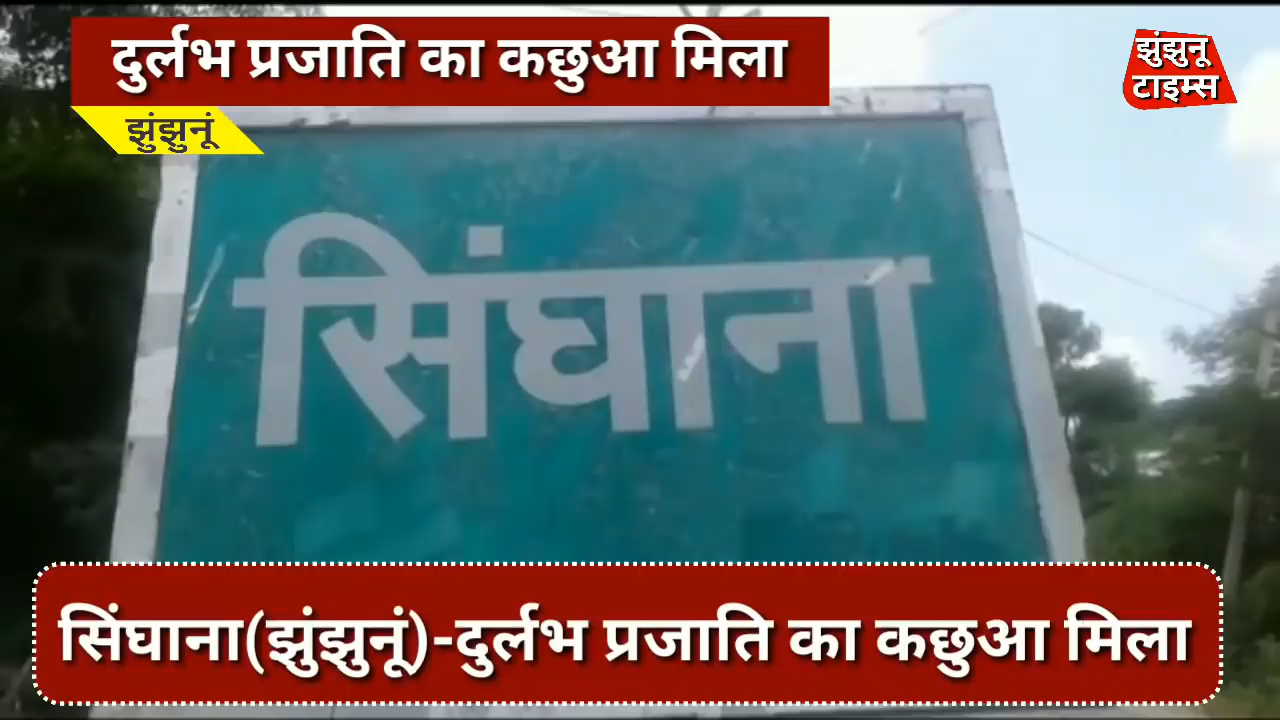 दुर्लभ प्रजाति का कछुआ मिला
झुंझुनू
टाइम्स
झुंझुनूं
सिंघाना
सिंघाना(झुंझुनूं)-दुर्लभ प्रजाति का कछुआ मिला